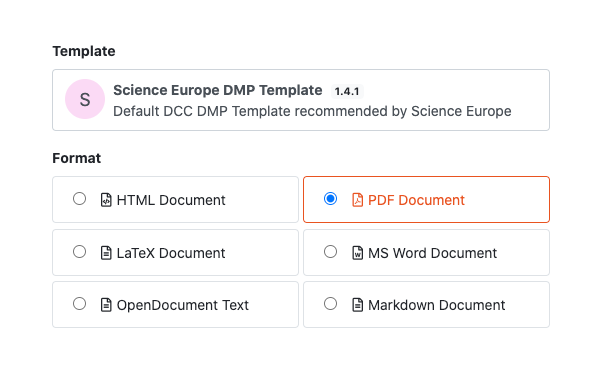 Template
S
Science Europe DMP Template 1.4.1
Default DCC DMP Template recommended by Science Europe
Format
HTML Document
PDF Document
LaTeX Document
MS Word Document
OpenDocument Text
Markdown Document